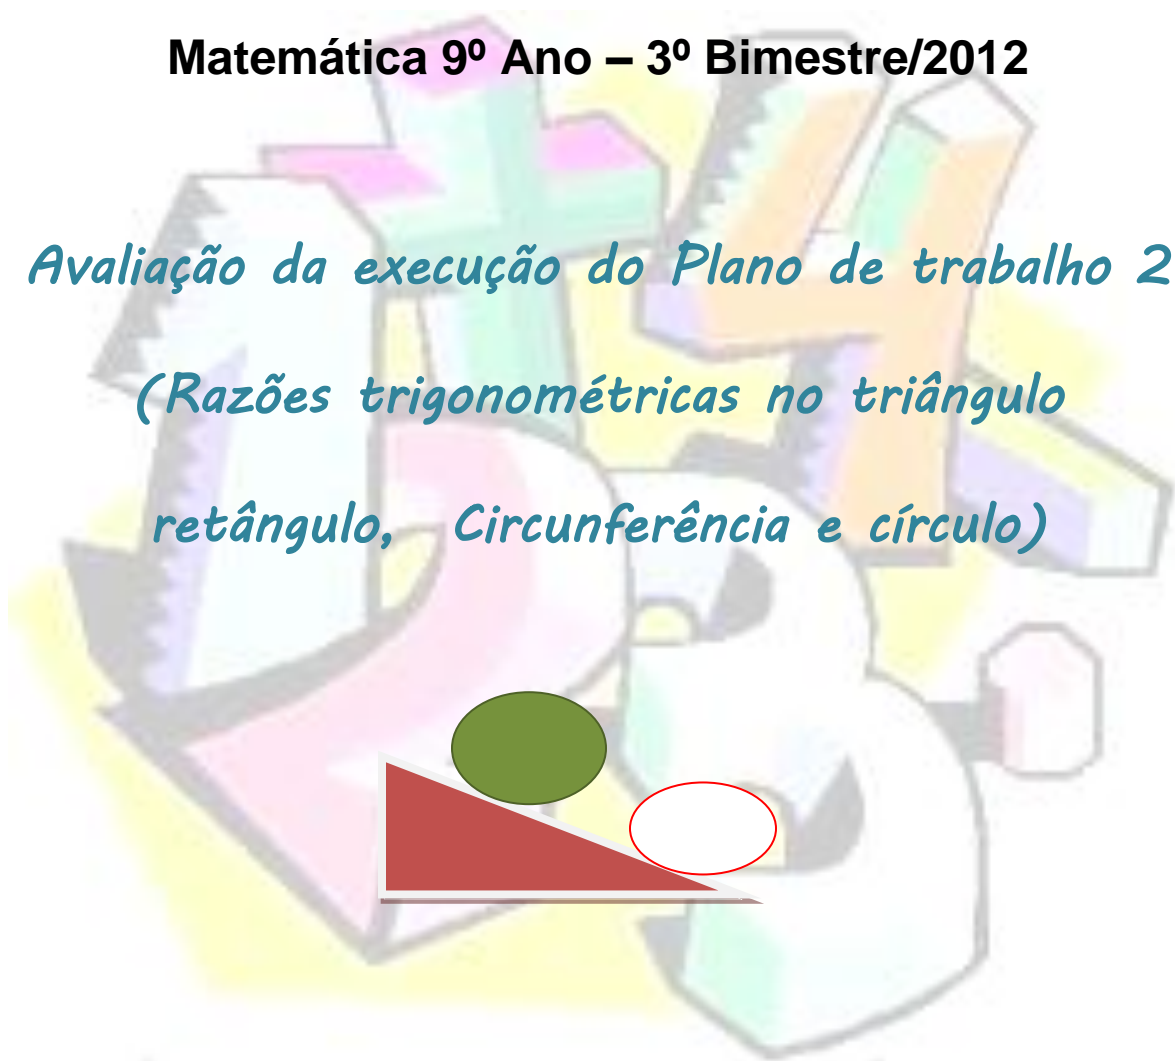 Matemática 9º Ano – 3º Bimestre/2012
Avaliação da execução do Plano de trabalho 2
(Razões trigonométricas no triângulo
retângulo, Circunferência e círculo)